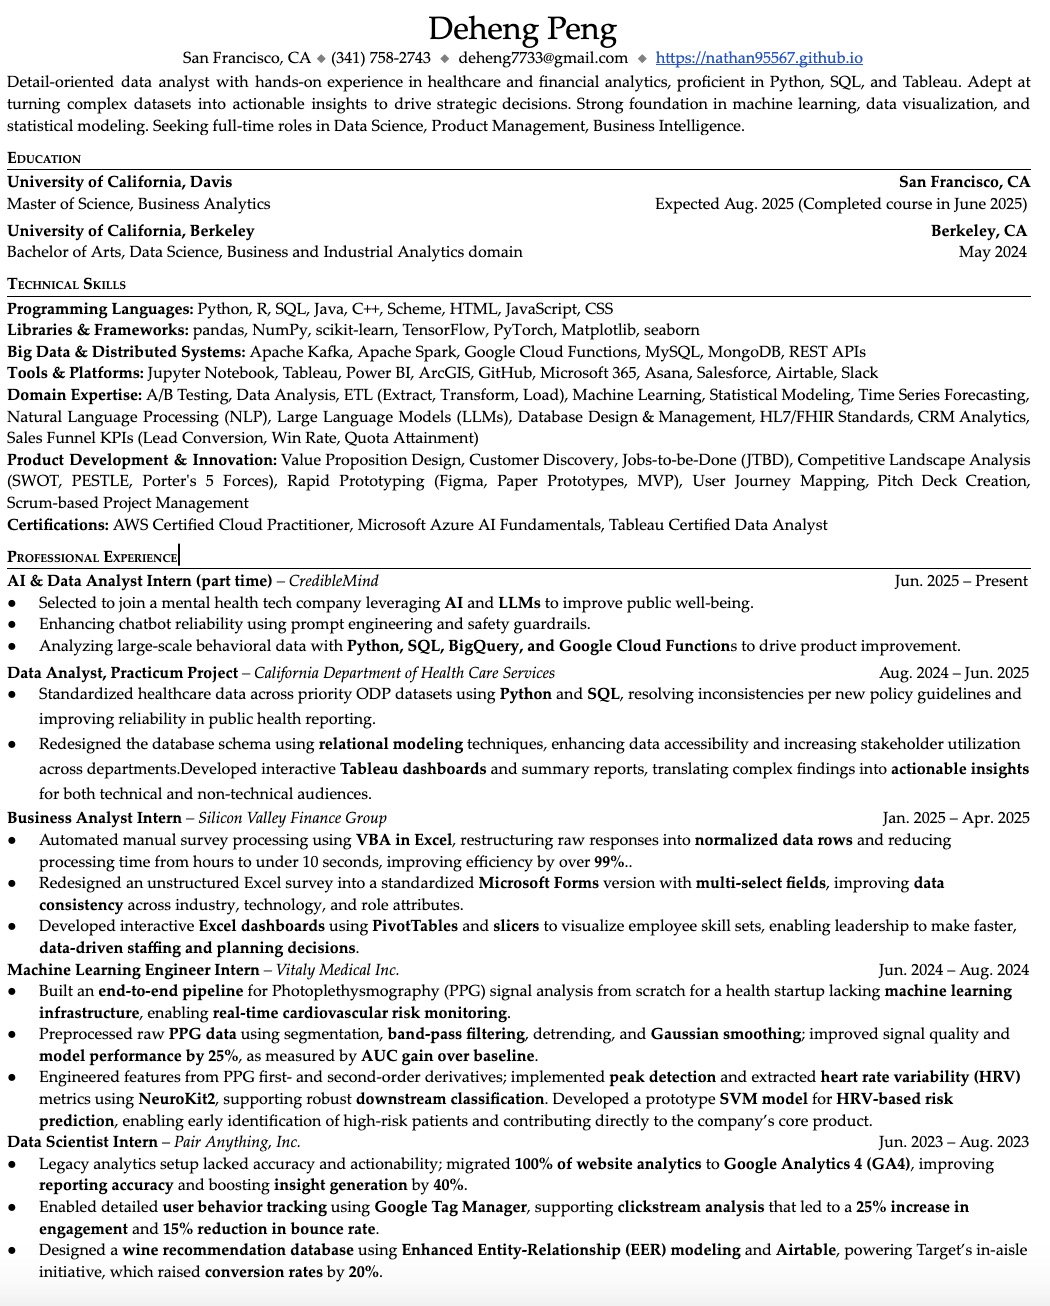 Deheng Peng
San Francisco, CA ◆ (341) 758-2743 ◆ deheng7733@gmail.com ◆ https://nathan95567.github.io
Detail-oriented data analyst with hands-on experience in healthcare and financial analytics, proficient in Python, SQL, and Tableau. Adept at
turning complex datasets into actionable insights to drive strategic decisions. Strong foundation in machine learning, data visualization, and
statistical modeling. Seeking full-time roles in Data Science, Product Management, Business Intelligence.
Education
University of California, Davis San Francisco, CA
Master of Science, Business Analytics Expected Aug. 2025 (Completed course in June 2025)
University of California, Berkeley Berkeley, CA
Bachelor of Arts, Data Science, Business and Industrial Analytics domain May 2024
Technical Skills
Programming Languages: Python, R, SQL, Java, C++, Scheme, HTML, JavaScript, CSS
Libraries & Frameworks: pandas, NumPy, scikit-learn, TensorFlow, PyTorch, Matplotlib, seaborn
Big Data & Distributed Systems: Apache Kafka, Apache Spark, Google Cloud Functions, MySQL, MongoDB, REST APIs
Tools & Platforms: Jupyter Notebook, Tableau, Power BI, ArcGIS, GitHub, Microsoft 365, Asana, Salesforce, Airtable, Slack
Domain Expertise: A/B Testing, Data Analysis, ETL (Extract, Transform, Load), Machine Learning, Statistical Modeling, Time Series Forecasting,
Natural Language Processing (NLP), Large Language Models (LLMs), Database Design & Management, HL7/FHIR Standards, CRM Analytics,
Sales Funnel KPIs (Lead Conversion, Win Rate, Quota Attainment)
Product Development & Innovation: Value Proposition Design, Customer Discovery, Jobs-to-be-Done (JTBD), Competitive Landscape Analysis
(SWOT, PESTLE, Porter's 5 Forces), Rapid Prototyping (Figma, Paper Prototypes, MVP), User Journey Mapping, Pitch Deck Creation,
Scrum-based Project Management
Certifications: AWS Certified Cloud Practitioner, Microsoft Azure AI Fundamentals, Tableau Certified Data Analyst
Professional Experience
AI & Data Analyst Intern (part time) – CredibleMind Jun. 2025 – Present
● Selected to join a mental health tech company leveraging AI and LLMs to improve public well-being.
● Enhancing chatbot reliability using prompt engineering and safety guardrails.
● Analyzing large-scale behavioral data with Python, SQL, BigQuery, and Google Cloud Functions to drive product improvement.
Data Analyst, Practicum Project – California Department of Health Care Services Aug. 2024 – Jun. 2025
● Standardized healthcare data across priority ODP datasets using Python and SQL, resolving inconsistencies per new policy guidelines and
improving reliability in public health reporting.
● Redesigned the database schema using relational modeling techniques, enhancing data accessibility and increasing stakeholder utilization
across departments.Developed interactive Tableau dashboards and summary reports, translating complex findings into actionable insights
for both technical and non-technical audiences.
Business Analyst Intern – Silicon Valley Finance Group Jan. 2025 – Apr. 2025
● Automated manual survey processing using VBA in Excel, restructuring raw responses into normalized data rows and reducing
processing time from hours to under 10 seconds, improving efficiency by over 99%..
● Redesigned an unstructured Excel survey into a standardized Microsoft Forms version with multi-select fields, improving data
consistency across industry, technology, and role attributes.
● Developed interactive Excel dashboards using PivotTables and slicers to visualize employee skill sets, enabling leadership to make faster,
data-driven staffing and planning decisions.
Machine Learning Engineer Intern – Vitaly Medical Inc. Jun. 2024 – Aug. 2024
● Built an end-to-end pipeline for Photoplethysmography (PPG) signal analysis from scratch for a health startup lacking machine learning
infrastructure, enabling real-time cardiovascular risk monitoring.
● Preprocessed raw PPG data using segmentation, band-pass filtering, detrending, and Gaussian smoothing; improved signal quality and
model performance by 25%, as measured by AUC gain over baseline.
● Engineered features from PPG first- and second-order derivatives; implemented peak detection and extracted heart rate variability (HRV)
metrics using NeuroKit2, supporting robust downstream classification. Developed a prototype SVM model for HRV-based risk
prediction, enabling early identification of high-risk patients and contributing directly to the company’s core product.
Data Scientist Intern – Pair Anything, Inc. Jun. 2023 – Aug. 2023
● Legacy analytics setup lacked accuracy and actionability; migrated 100% of website analytics to Google Analytics 4 (GA4), improving
reporting accuracy and boosting insight generation by 40%.
● Enabled detailed user behavior tracking using Google Tag Manager, supporting clickstream analysis that led to a 25% increase in
engagement and 15% reduction in bounce rate.
● Designed a wine recommendation database using Enhanced Entity-Relationship (EER) modeling and Airtable, powering Target’s in-aisle
initiative, which raised conversion rates by 20%.